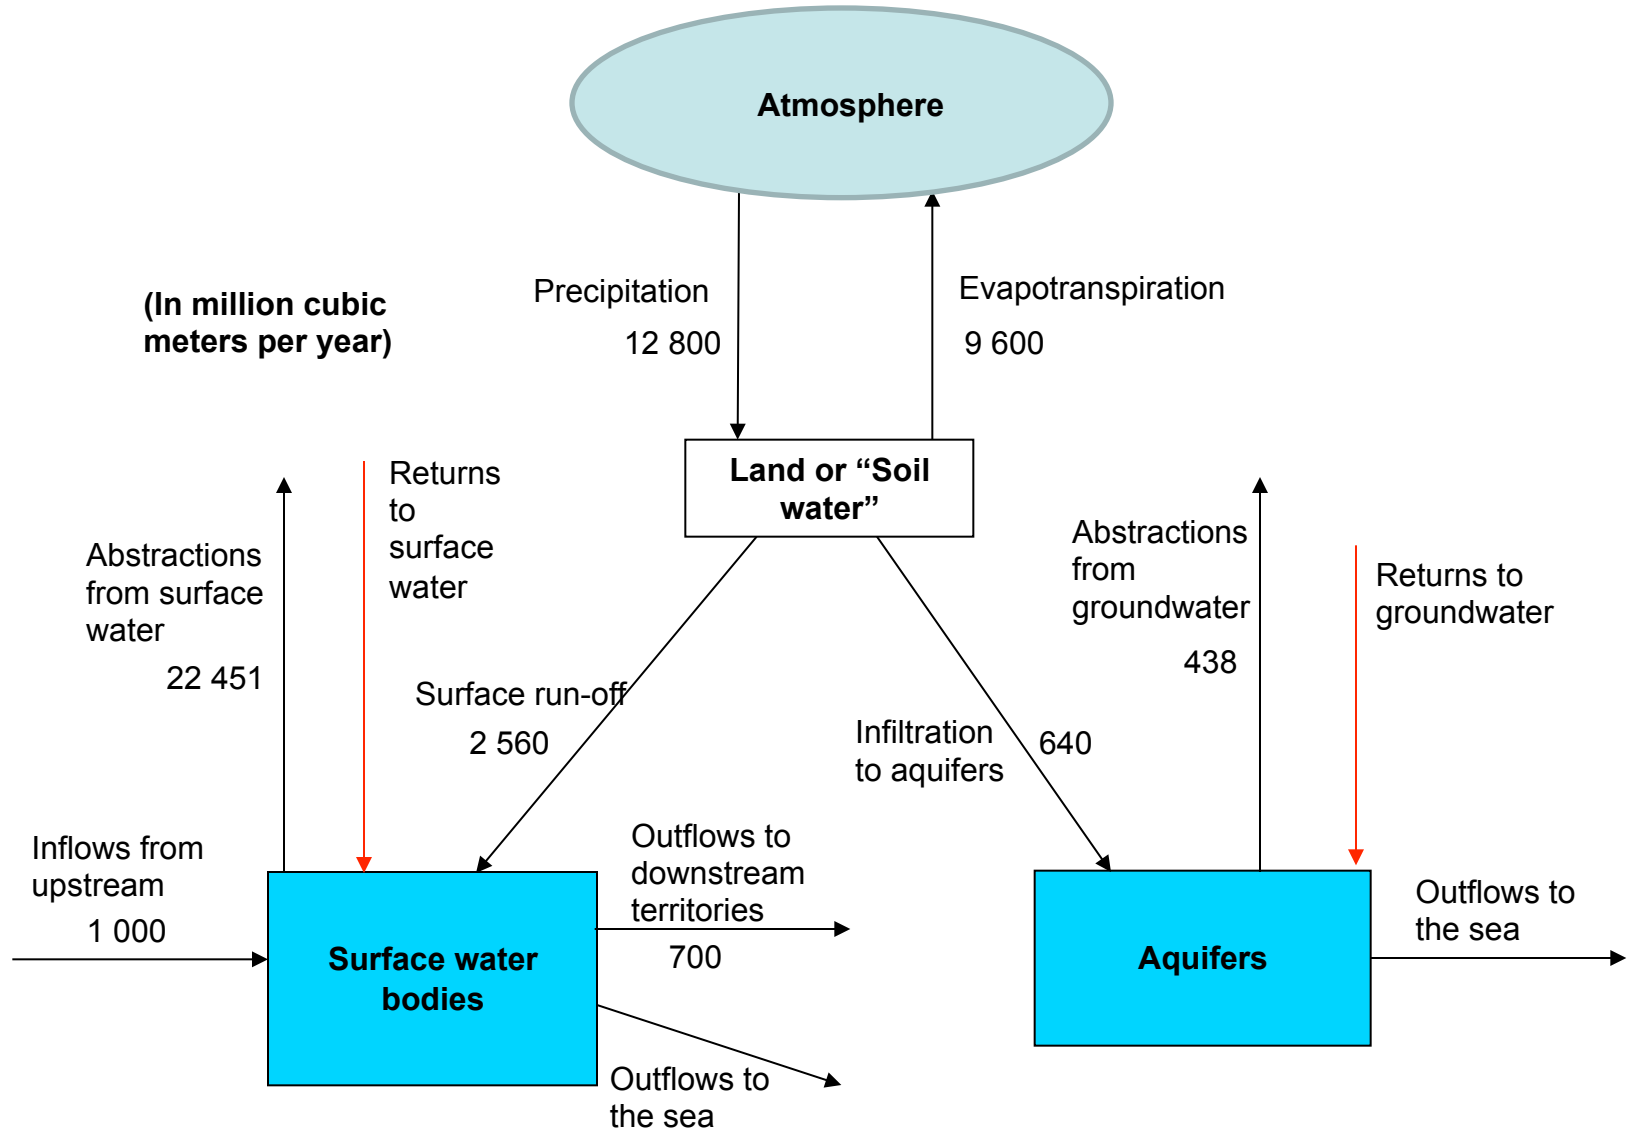 Atmosphere
(In million cubic
meters per year)
Precipitation
12 800
Evapotranspiration
9 600
Land or “Soil
water”
Returns
to
surface
water
Abstractions
from surface
water
22 451
Abstractions
from
groundwater
438
Returns to
groundwater
Surface run-off
2 560
Infiltration
to aquifers
640
Inflows from
upstream
1 000
Outflows to
downstream
territories
700
Surface water
bodies
Outflows to
the sea
Aquifers
Outflows to
the sea